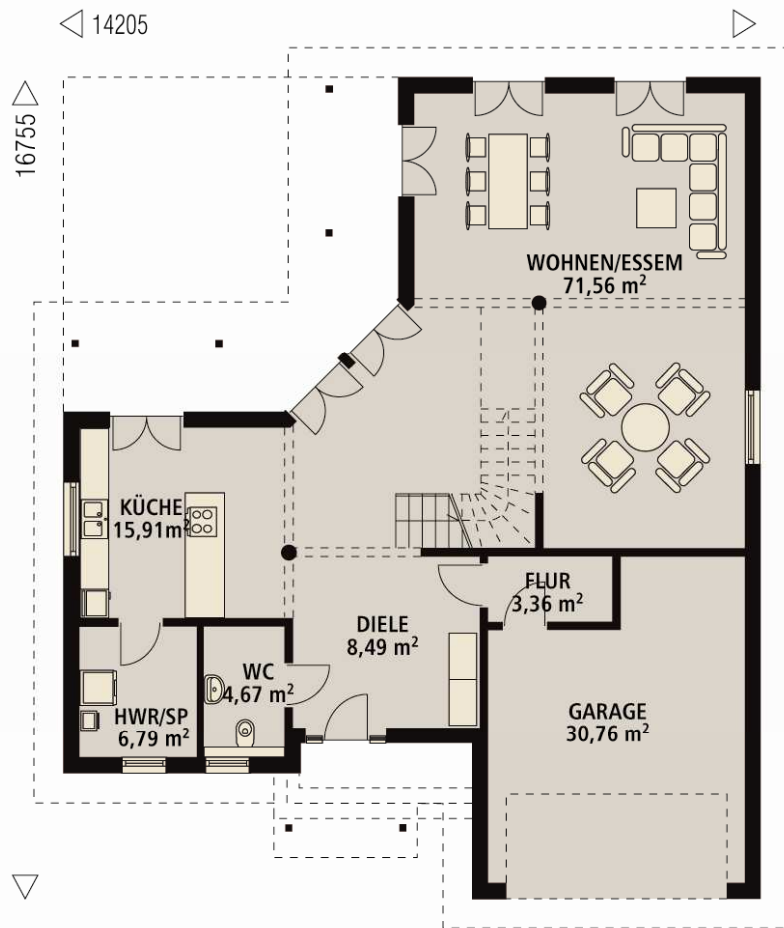 14205
16755
WOHNEN/ESSEM
71,56 m²
KÜCHE
15,91m²
FLUR
3,36 m²
DIELE
8,49 m²
WC
4,67 m²
HWR/SP
6,79 m²
GARAGE
30,76 m²